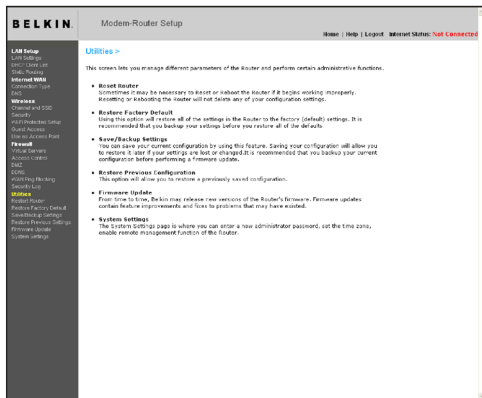 BELKIN.
Modem-Router Setup
Home | Help | Logout Internet Status: Not Connected
LAN Setup
LAN Settings
DHCP Client List
Static Routing
Internet WAN
Connection Type
DNS
Wireless
Channel and SSID
Security
Wi-Fi Protected Setup
Guest Access
Use as Access Point
Firewall
Virtual Servers
Access Control
DMZ
DDNS
WAN Ping Blocking
Security Log
Utilities
Restart Router
Restore Factory Default
Save/Backup Settings
Restore Previous Settings
Firmware Update
System Settings
Utilities >
This screen lets you manage different parameters of the Router and perform certain administrative functions.
• Reset Router
Sometimes it may be necessary to Reset or Reboot the Router if it begins working improperly.
Resetting or Rebooting the Router will not delete any of your configuration settings.
• Restore Factory Default
Using this option will restore all of the settings in the Router to the factory (default) settings. It is
recommended that you backup your settings before you restore all of the defaults.
• Save/Backup Settings
You can save your current configuration by using this feature. Saving your configuration will allow you
to restore it later if your settings are lost or changed.It is recommended that you backup your current
configuration before performing a firmware update.
• Restore Previous Configuration
This option will allow you to restore a previously saved configuration.
• Firmware Update
From time to time, Belkin may release new versions of the Router's firmware. Firmware updates
contain feature improvements and fixes to problems that may have existed.
• System Settings
The System Settings page is where you can enter a new administrator password, set the time zone,
enable remote management function of the Router.